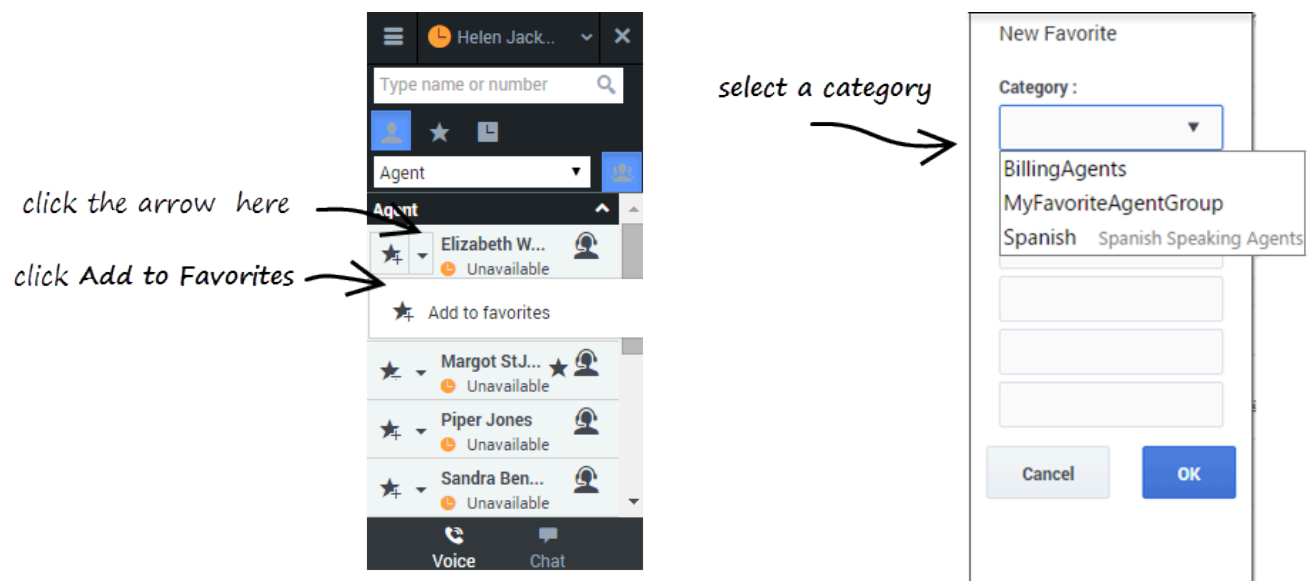 Helen Jack...
Type name or number
Agent
Agent
click the arrow here
Elizabeth W...
Unavailable
click Add to Favorites
Add to favorites
Margot StJ...
Unavailable
Piper Jones
Unavailable
Sandra Ben...
Unavailable
Voice
Chat
select a category
New Favorite
Category :
BillingAgents
MyFavoriteAgentGroup
Spanish Spanish Speaking Agents
Cancel
OK